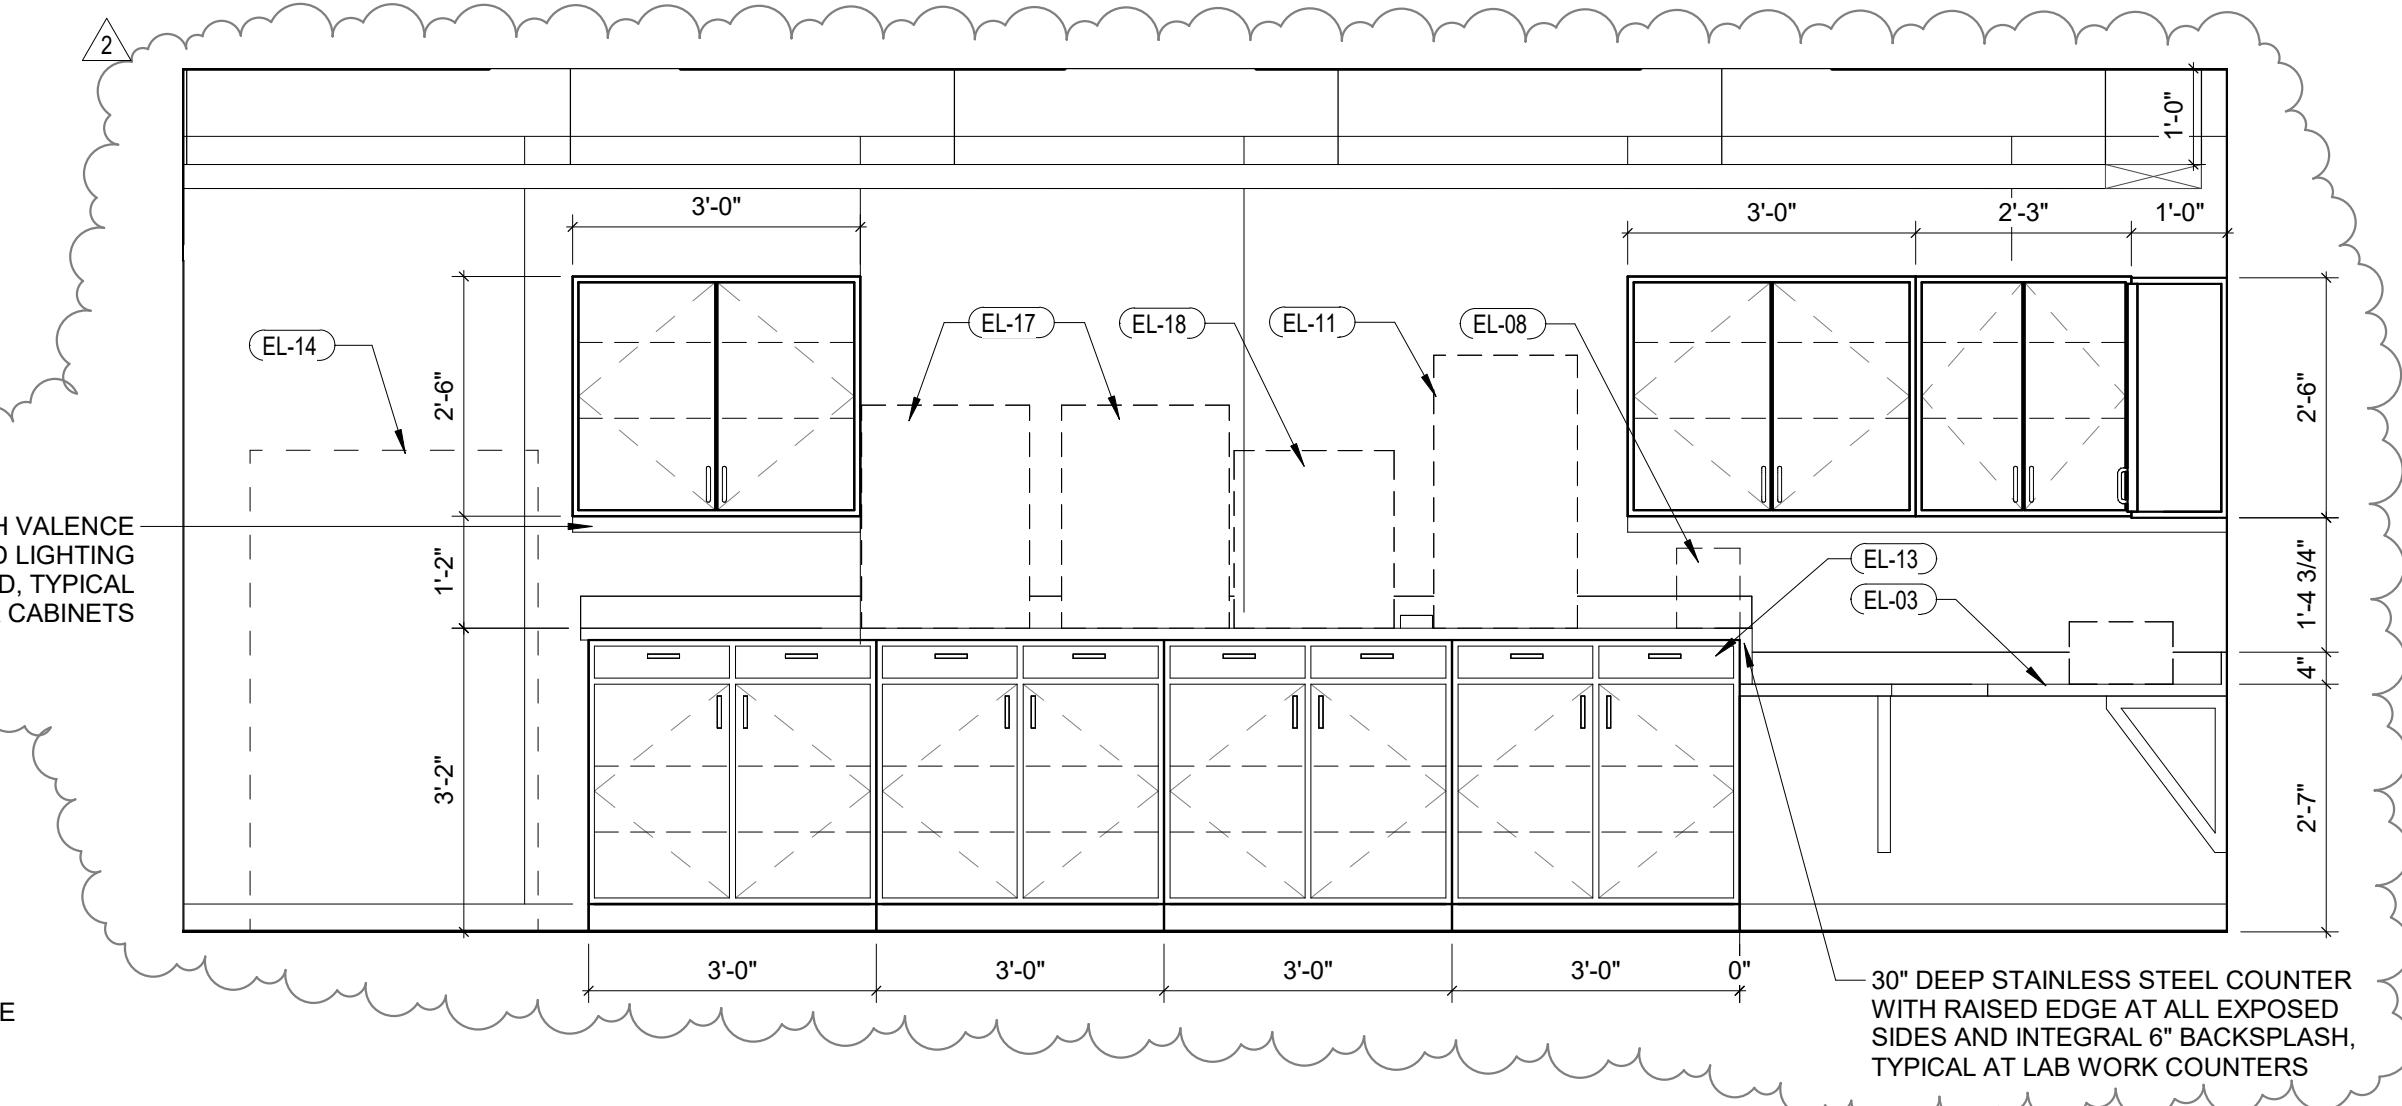 2
1'-0"
3'-0"
3'-0"
2'-3"
1'-0"
EL-14
EL-17
EL-18
EL-11
EL-08
2'-6"
2'-6"
H VALENCE
LIGHTING
D, TYPICAL
CABINETS
1'-2"
EL-13
EL-03
1'-4 3/4"
4"
3'-2"
2'-7"
3'-0"
3'-0"
3'-0"
3'-0"
0"
30" DEEP STAINLESS STEEL COUNTER
WITH RAISED EDGE AT ALL EXPOSED
SIDES AND INTEGRAL 6" BACKSPLASH,
TYPICAL AT LAB WORK COUNTERS
E